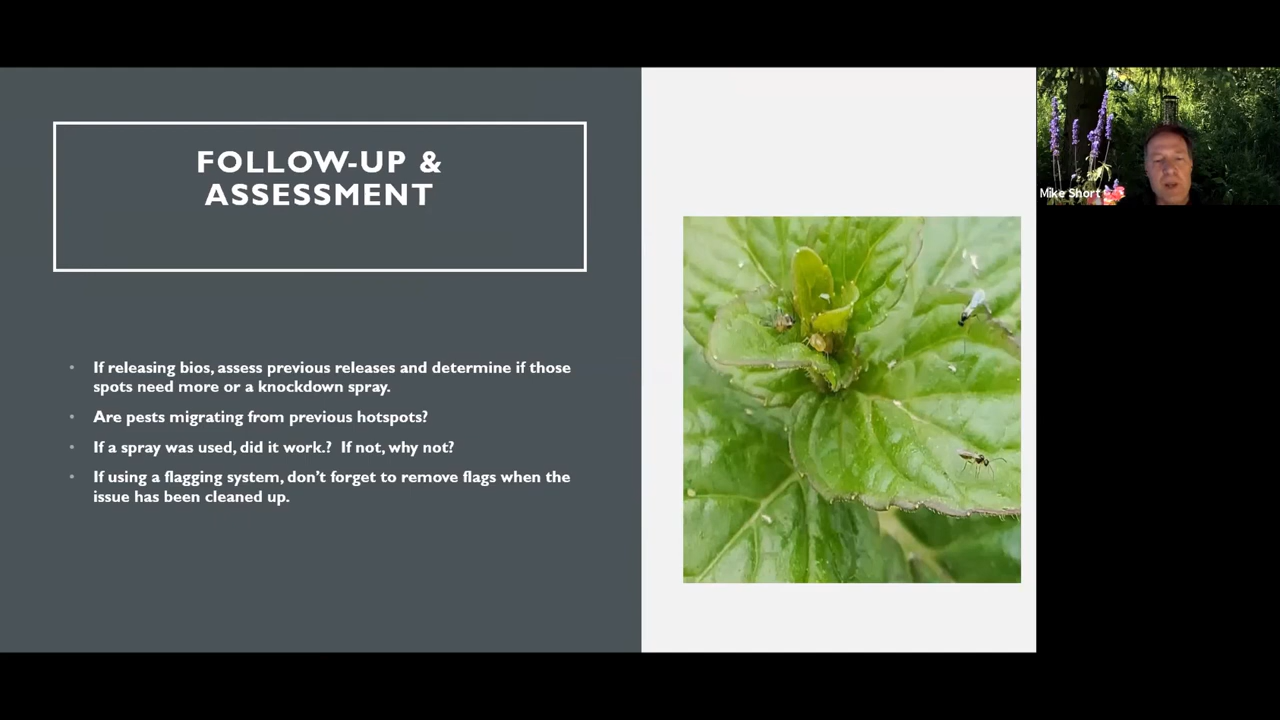 FOLLOW-UP &
ASSESSMENT
• If releasing bios, assess previous releases and determine if those
spots need more or a knockdown spray.
• Are pests migrating from previous hotspots?
• If a spray was used, did it work.?  If not, why not?
• If using a flagging system, don’t forget to remove flags when the
issue has been cleaned up.
Mike Short